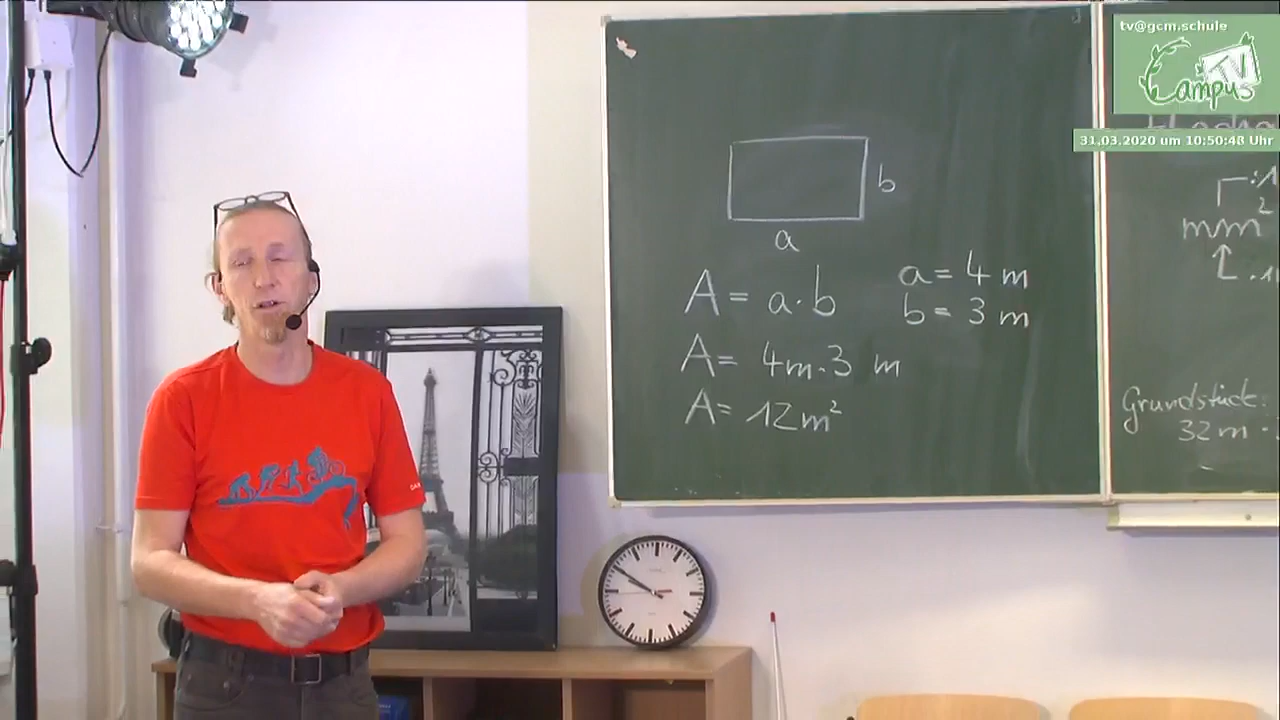 tv@gcm.schule
Campus TV
31.03.2020 um 10:50:48 Uhr
b
a
A = a·b
a = 4 m
b = 3 m
A = 4m·3 m
A = 12m²
mm
Grundstück:
32m ·